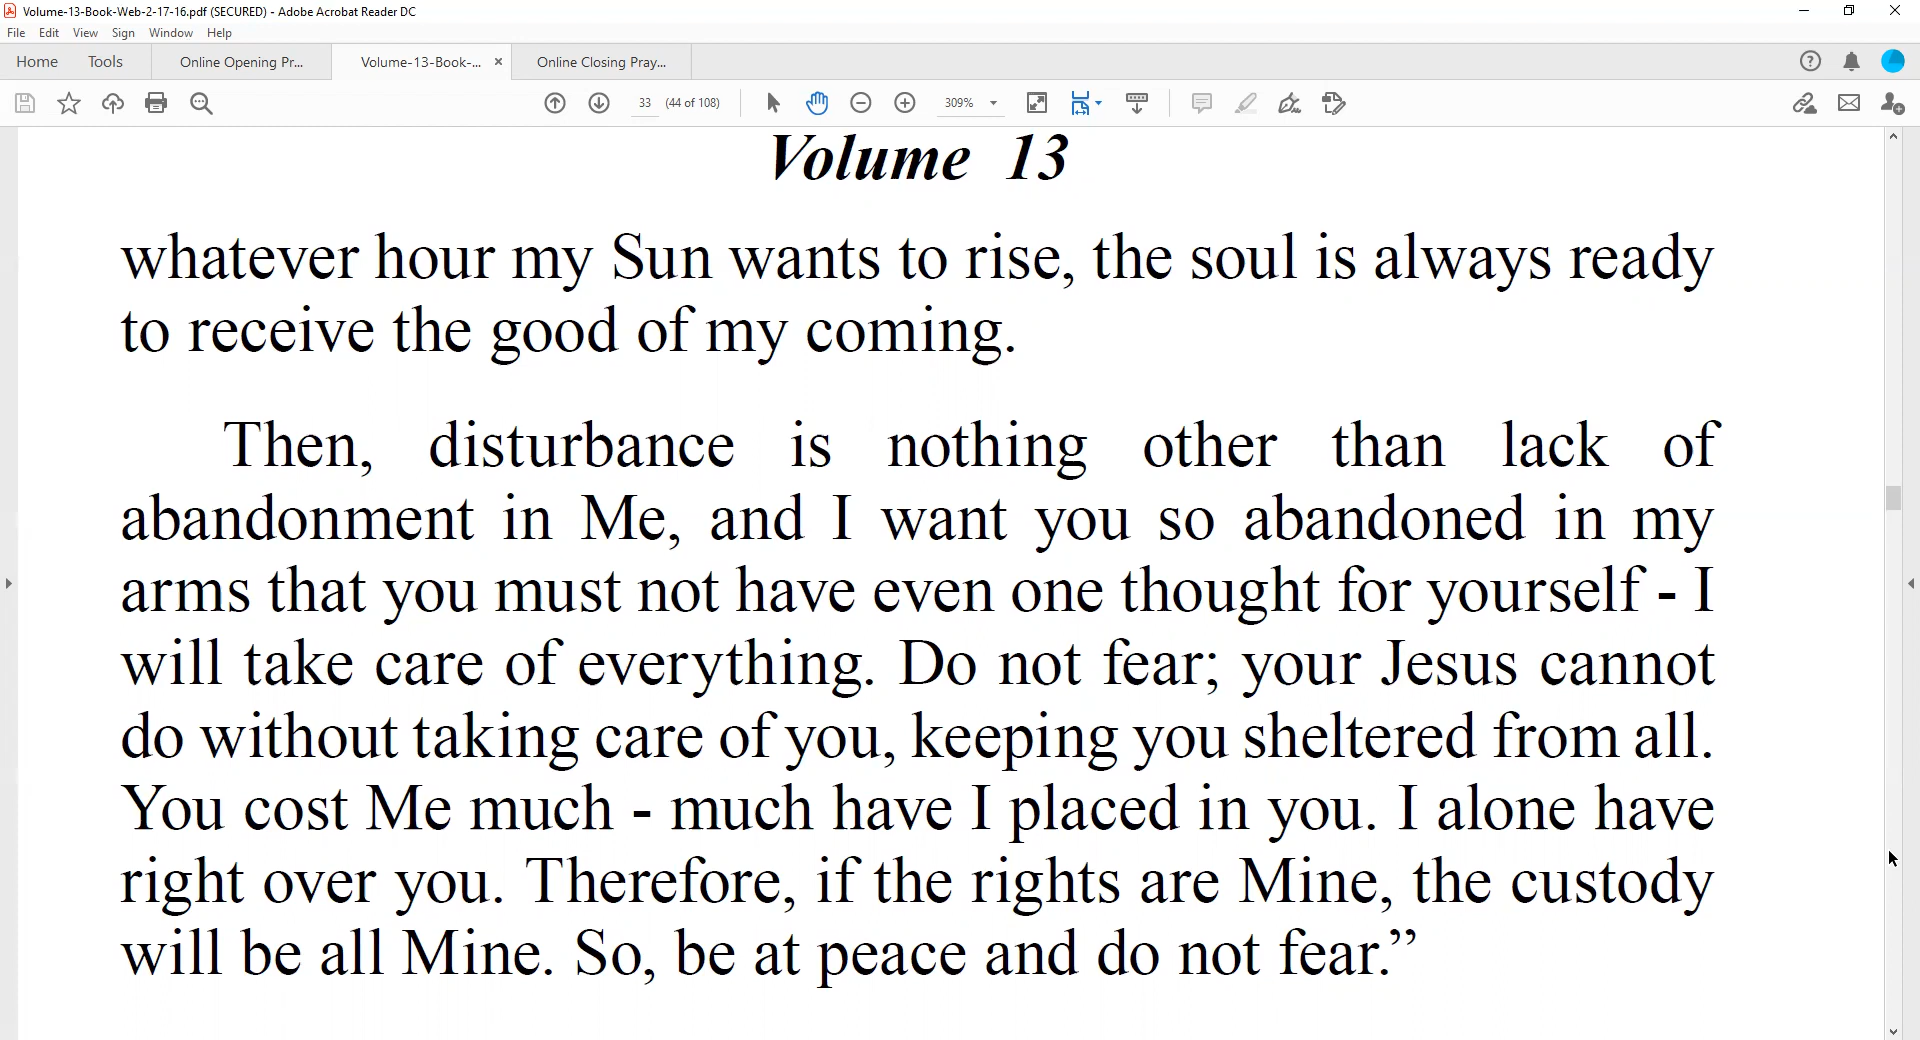 Volume-13-Book-Web-2-17-16.pdf (SECURED) - Adobe Acrobat Reader DC
File Edit View Sign Window Help
Home Tools Online Opening Pr... Volume-13-Book-... × Online Closing Pray...
33 (44 of 108) 309%
Volume 13
whatever hour my Sun wants to rise, the soul is always ready
to receive the good of my coming.
Then, disturbance is nothing other than lack of
abandonment in Me, and I want you so abandoned in my
arms that you must not have even one thought for yourself - I
will take care of everything. Do not fear; your Jesus cannot
do without taking care of you, keeping you sheltered from all.
You cost Me much - much have I placed in you. I alone have
right over you. Therefore, if the rights are Mine, the custody
will be all Mine. So, be at peace and do not fear.”